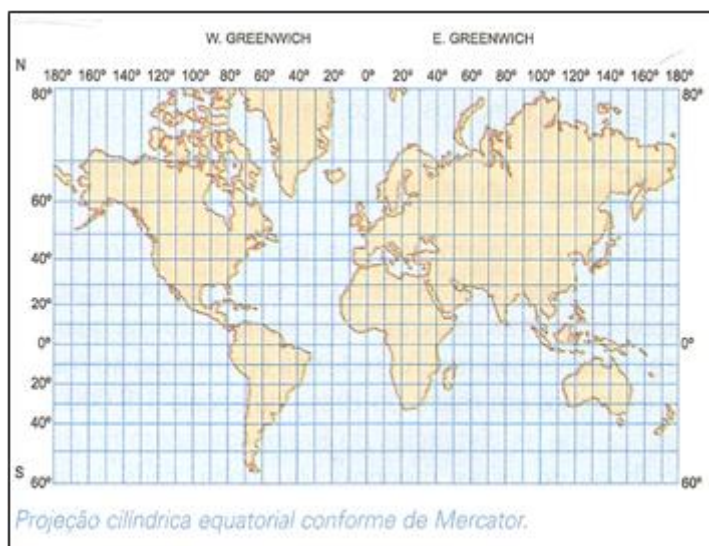 W. GREENWICH E. GREENWICH
N
180º 160º 140º 120º 100º 80º 60º 40º 20º 0º 20º 40º 60º 80º 100º 120º 140º 160º 180º
80º 80º
60º
40º
20º
0º 0º
20º
40º
S
60º 60º
Projeção cilíndrica equatorial conforme de Mercator.